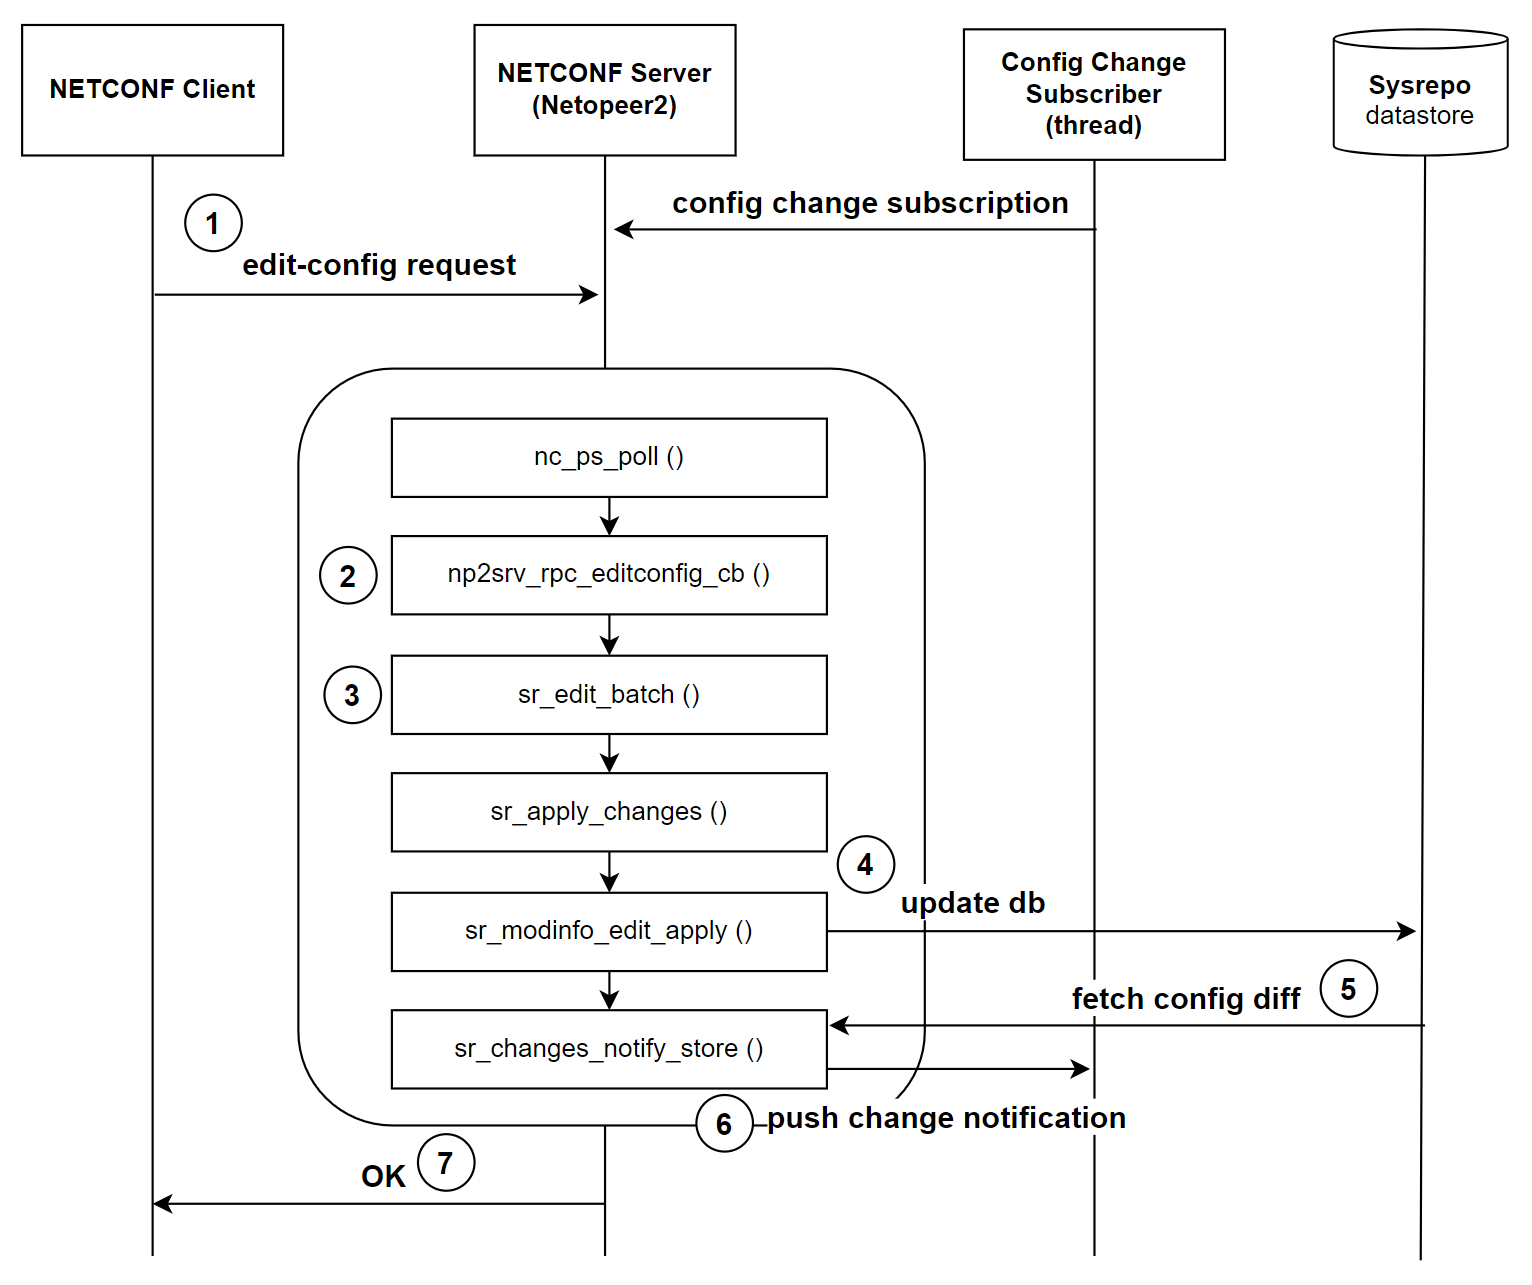 NETCONF Client
NETCONF Server
(Netopeer2)
Config Change
Subscriber
(thread)
Sysrepo
datastore
1
config change subscription
edit-config request
nc_ps_poll ()
2
np2srv_rpc_editconfig_cb ()
3
sr_edit_batch ()
sr_apply_changes ()
4
update db
sr_modinfo_edit_apply ()
fetch config diff
5
sr_changes_notify_store ()
6
push change notification
OK
7